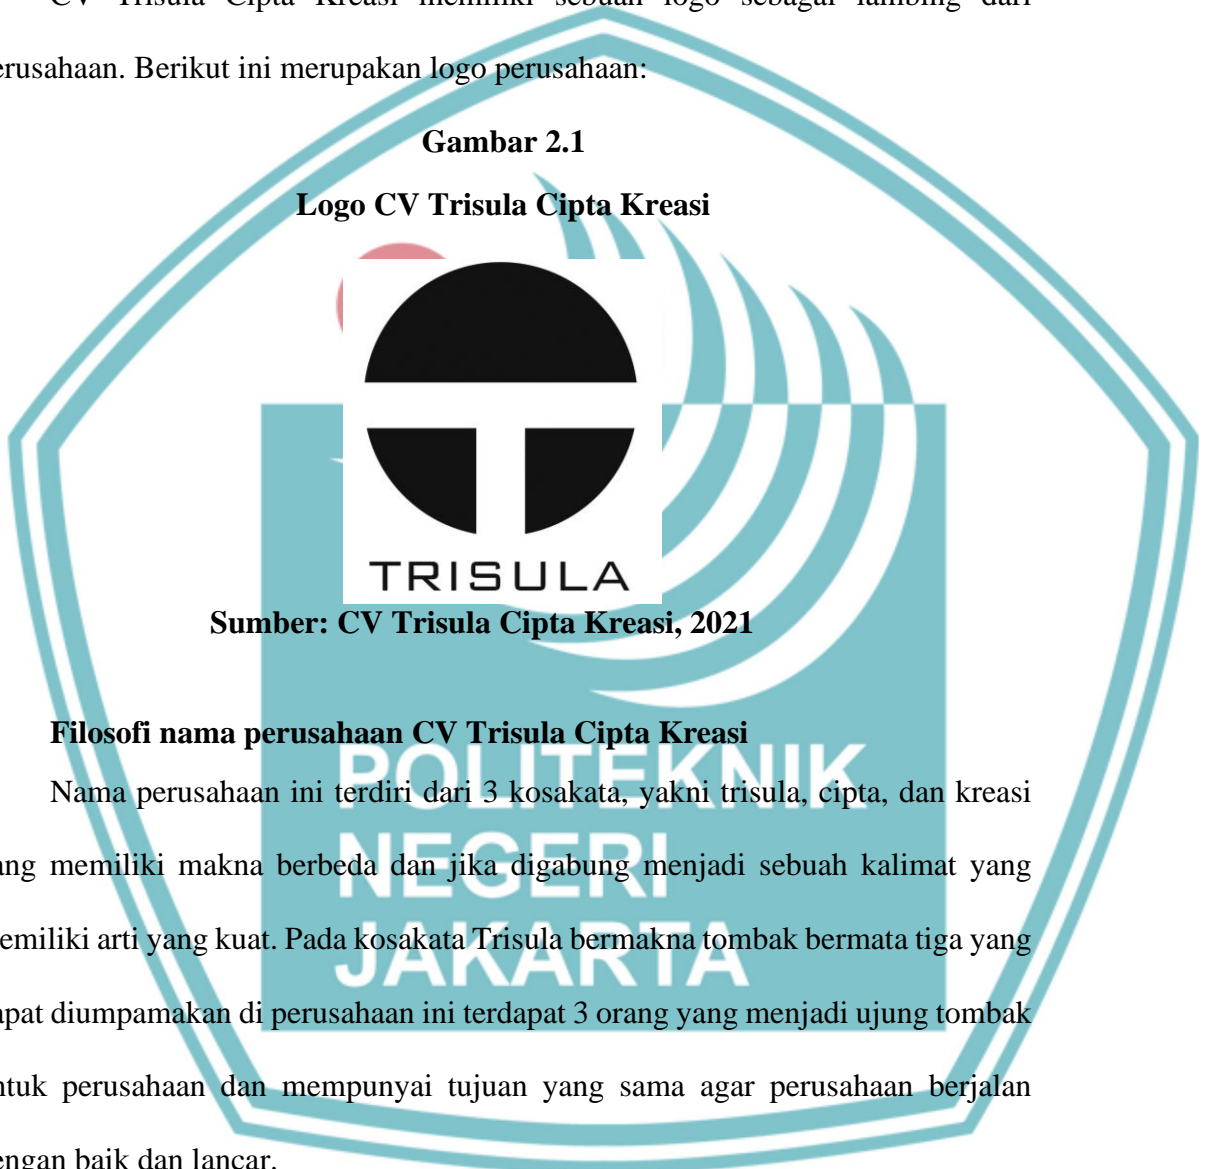 CV Trisula Cipta Kreasi memiliki sebuah logo sebagai lambing dari
erusahaan. Berikut ini merupakan logo perusahaan:
Gambar 2.1
Logo CV Trisula Cipta Kreasi
TRISULA
Sumber: CV Trisula Cipta Kreasi, 2021
Filosofi nama perusahaan CV Trisula Cipta Kreasi
Nama perusahaan ini terdiri dari 3 kosakata, yakni trisula, cipta, dan kreasi
ang memiliki makna berbeda dan jika digabung menjadi sebuah kalimat yang
emiliki arti yang kuat. Pada kosakata Trisula bermakna tombak bermata tiga yang
apat diumpamakan di perusahaan ini terdapat 3 orang yang menjadi ujung tombak
ntuk perusahaan dan mempunyai tujuan yang sama agar perusahaan berjalan
engan baik dan lancar.
POLITEKNIK
NEGERI
JAKARTA